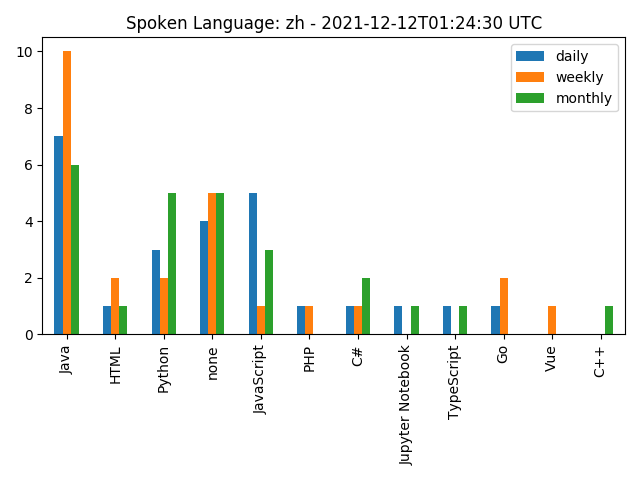 Spoken Language: zh - 2021-12-12T01:24:30 UTC
daily
weekly
monthly
10
8
6
4
2
0
Java
HTML
Python
none
JavaScript
PHP
C#
Jupyter Notebook
TypeScript
Go
Vue
C++